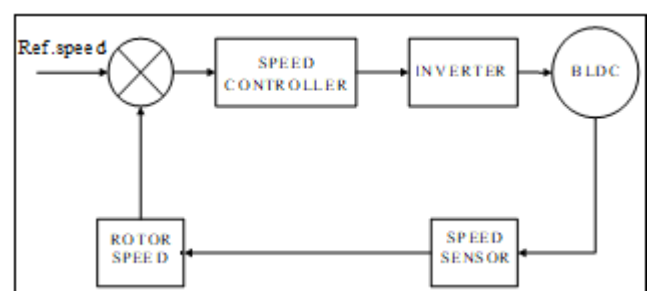 Ref.speed
SPEED
CONTROLLER
INVERTER
BLDC
ROTOR
SPEED
SPEED
SENSOR